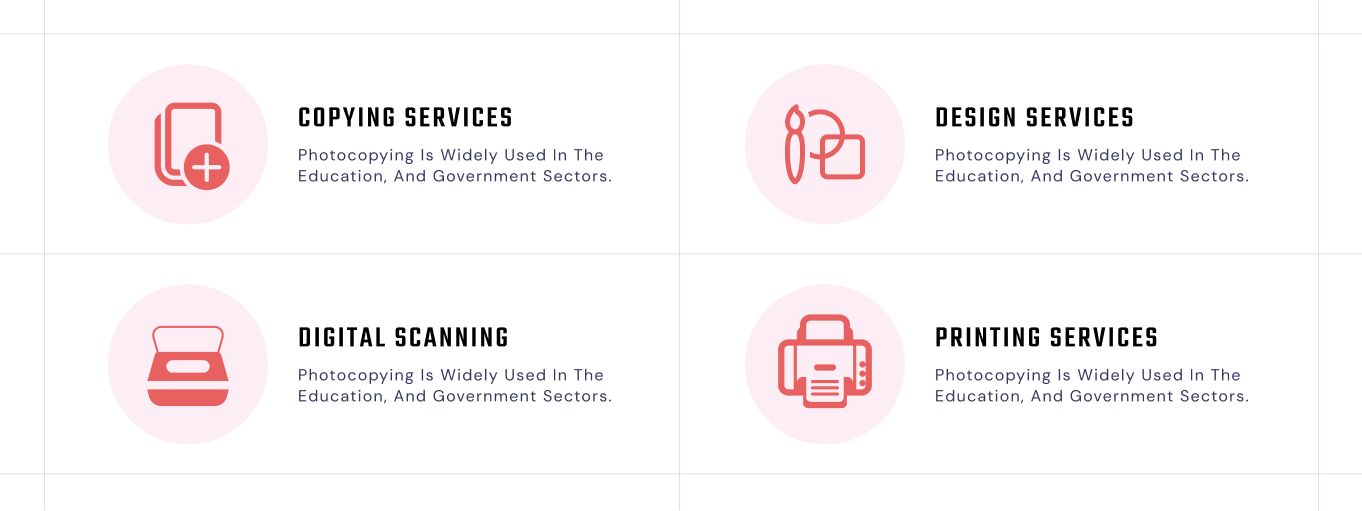 COPYING SERVICES
Photocopying Is Widely Used In The
Education, And Government Sectors.
DESIGN SERVICES
Photocopying Is Widely Used In The
Education, And Government Sectors.
DIGITAL SCANNING
Photocopying Is Widely Used In The
Education, And Government Sectors.
PRINTING SERVICES
Photocopying Is Widely Used In The
Education, And Government Sectors.